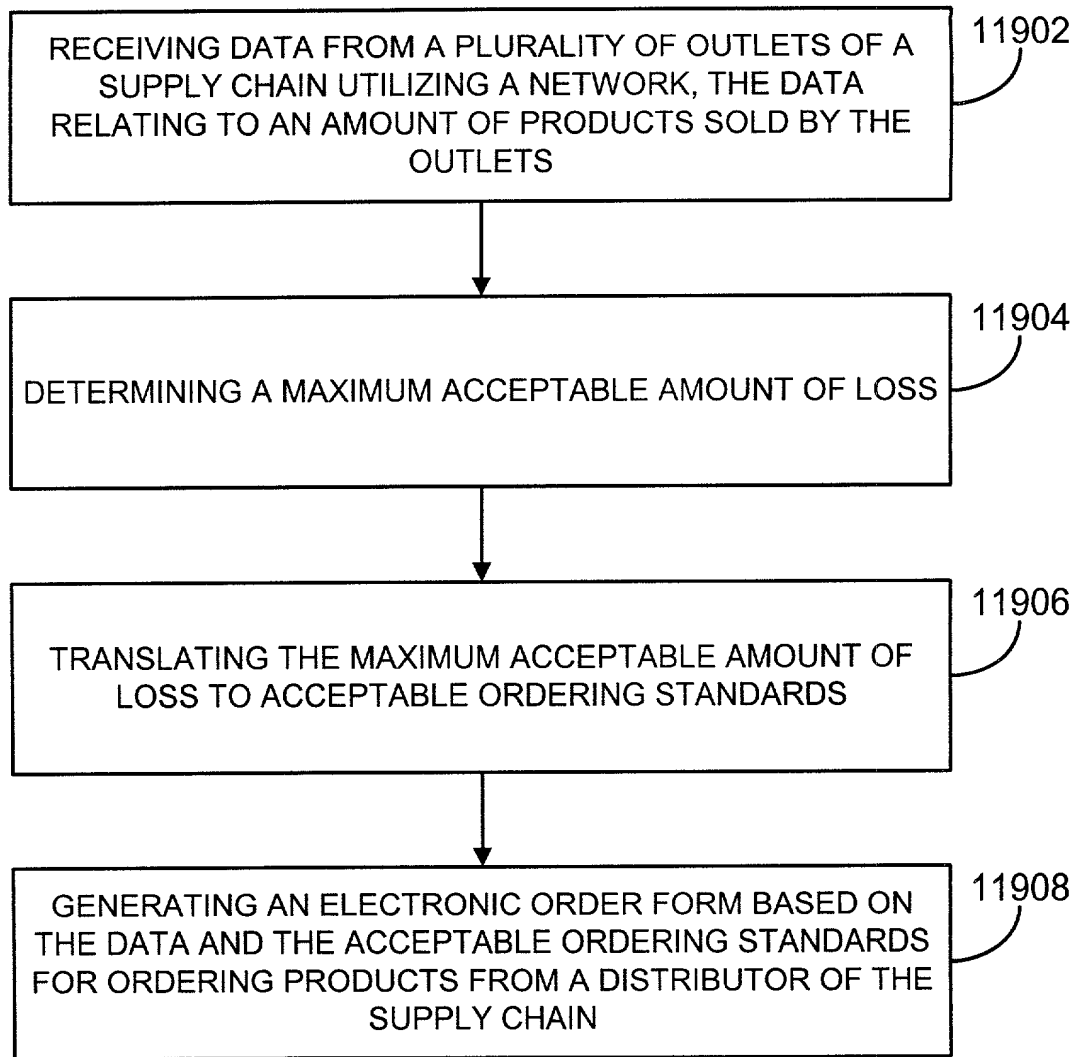 RECEIVING DATA FROM A PLURALITY OF OUTLETS OF A
SUPPLY CHAIN UTILIZING A NETWORK, THE DATA
RELATING TO AN AMOUNT OF PRODUCTS SOLD BY THE
OUTLETS
11902
DETERMINING A MAXIMUM ACCEPTABLE AMOUNT OF LOSS
11904
TRANSLATING THE MAXIMUM ACCEPTABLE AMOUNT OF
LOSS TO ACCEPTABLE ORDERING STANDARDS
11906
GENERATING AN ELECTRONIC ORDER FORM BASED ON
THE DATA AND THE ACCEPTABLE ORDERING STANDARDS
FOR ORDERING PRODUCTS FROM A DISTRIBUTOR OF THE
SUPPLY CHAIN
11908